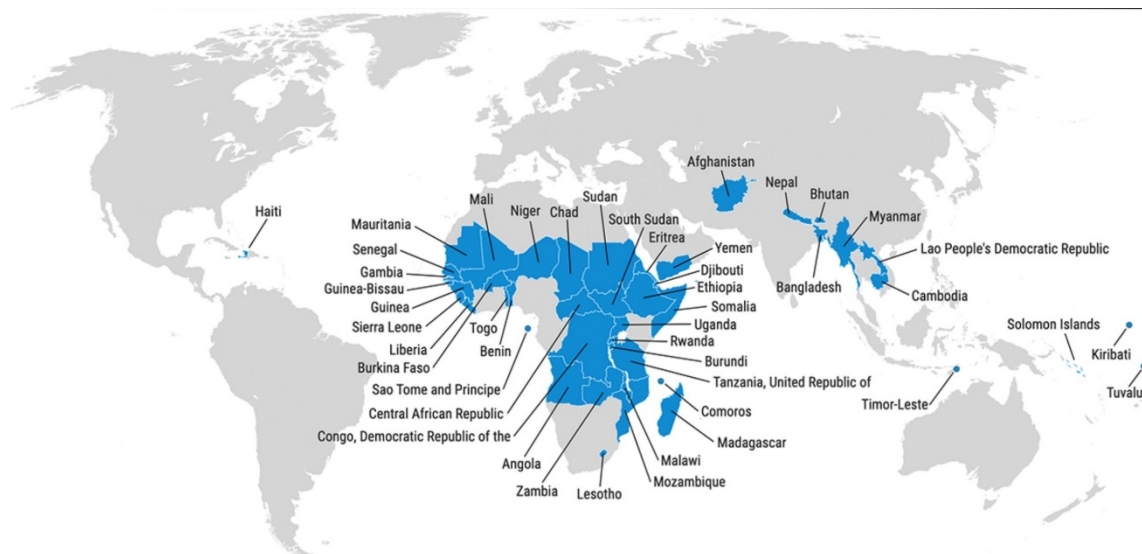 Afghanistan
Nepal
Bhutan
Myanmar
Lao People's Democratic Republic
Bangladesh
Cambodia
Haiti
Mauritania
Mali
Niger
Chad
Sudan
South Sudan
Eritrea
Yemen
Djibouti
Ethiopia
Somalia
Senegal
Gambia
Guinea-Bissau
Guinea
Sierra Leone
Liberia
Burkina Faso
Togo
Benin
Sao Tome and Principe
Central African Republic
Congo, Democratic Republic of the
Angola
Zambia
Lesotho
Uganda
Rwanda
Burundi
Tanzania, United Republic of
Comoros
Madagascar
Malawi
Mozambique
Solomon Islands
Kiribati
Tuvalu
Timor-Leste